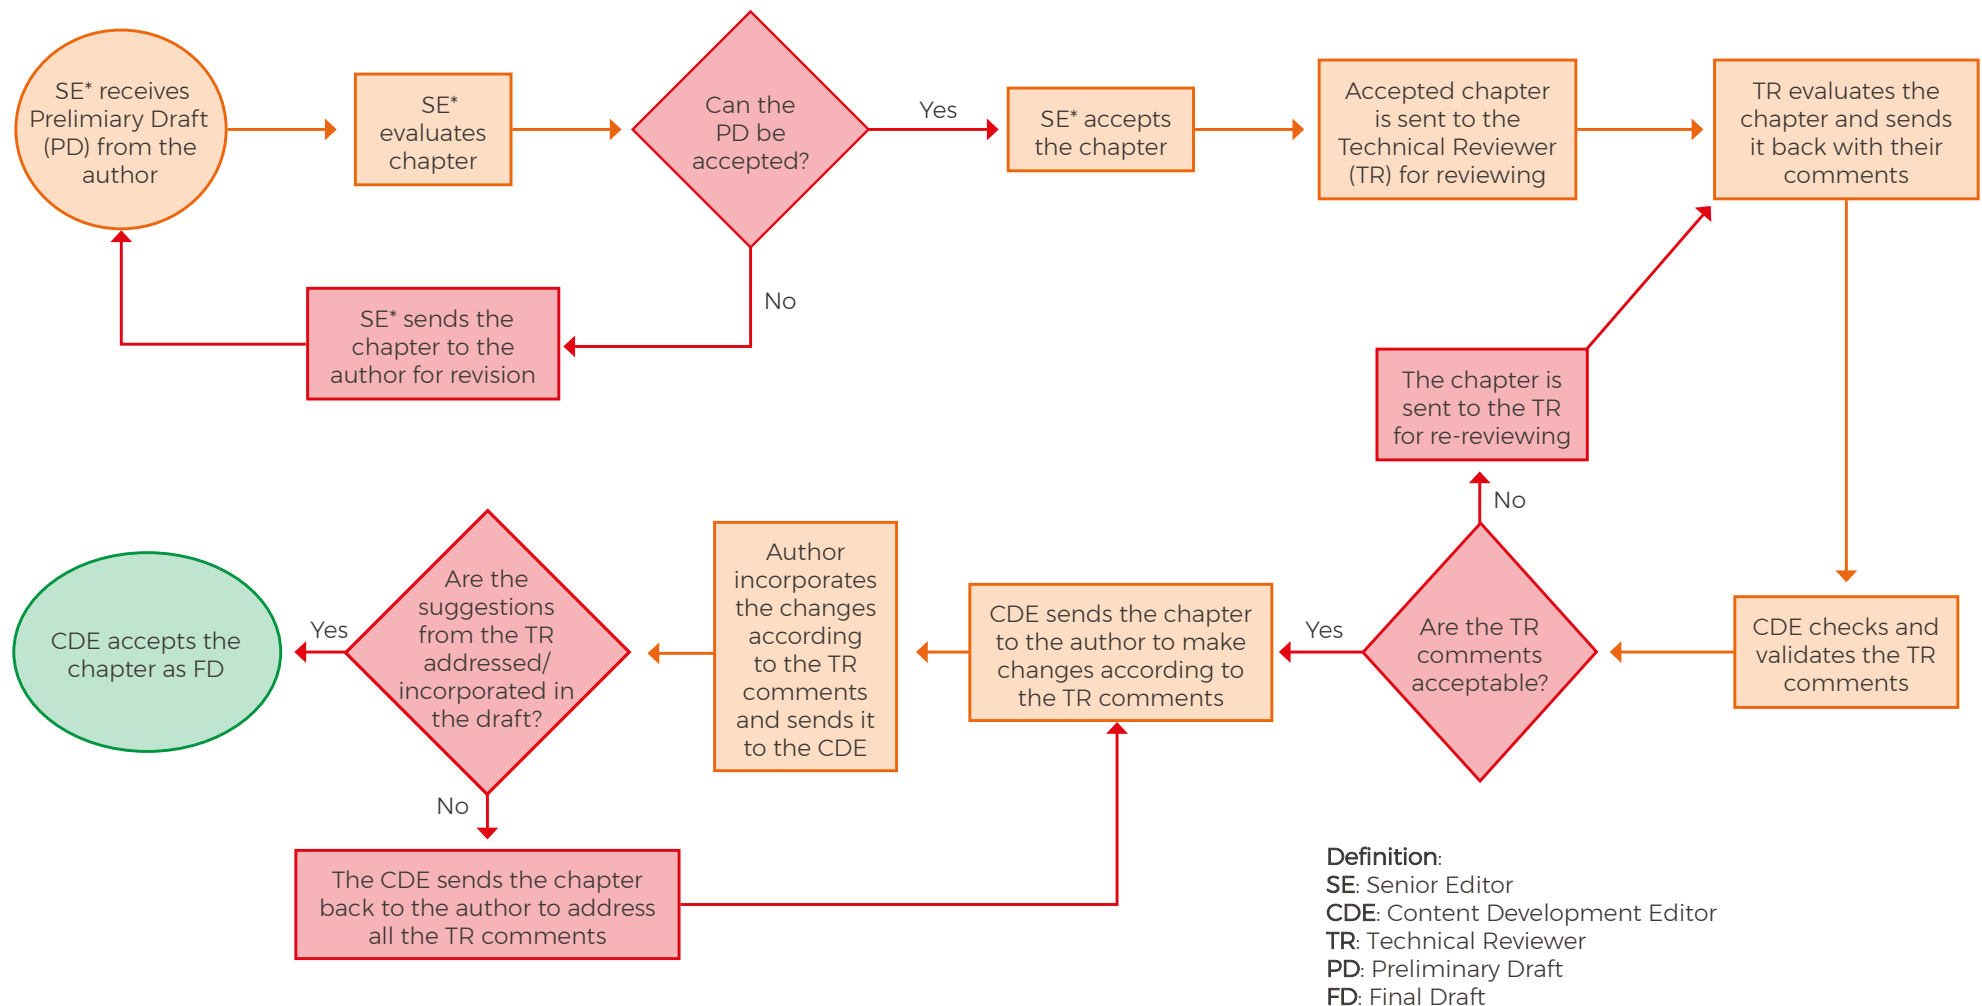 SE* receives
Prelimiary Draft
(PD) from the
author
SE*
evaluates
chapter
Can the
PD be
accepted?
Yes
SE* accepts
the chapter
Accepted chapter
is sent to the
Technical Reviewer
(TR) for reviewing
TR evaluates the
chapter and sends
it back with their
comments
No
SE* sends the
chapter to the
author for revision
The chapter is
sent to the TR
for re-reviewing
No
CDE checks and
validates the TR
comments
Are the TR
comments
acceptable?
Yes
CDE sends the chapter
to the author to make
changes according to
the TR comments
Author
incorporates
the changes
according
to the TR
comments
and sends it
to the CDE
Are the
suggestions
from the TR
addressed/
incorporated in
the draft?
Yes
CDE accepts the
chapter as FD
No
The CDE sends the chapter
back to the author to address
all the TR comments
Definition:
SE: Senior Editor
CDE: Content Development Editor
TR: Technical Reviewer
PD: Preliminary Draft
FD: Final Draft